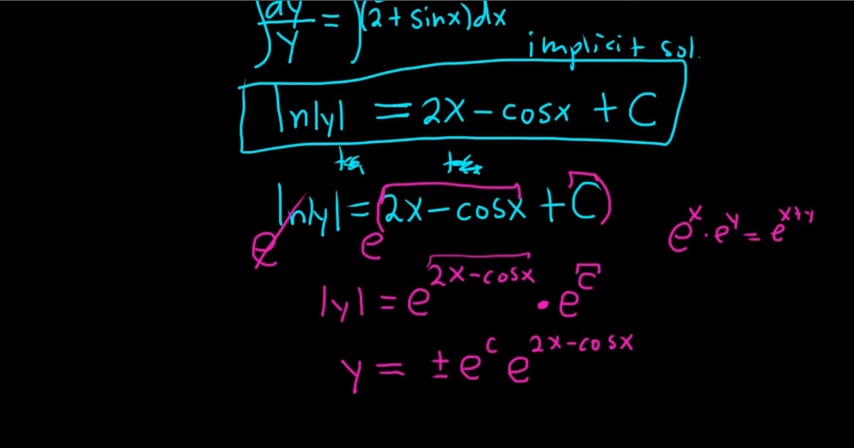 ∫dy/y = ∫(2 + sinx)dx
implicit sol.
ln|y| = 2x - cosx + C
ln|y| = 2x - cosx + C)
e e e^x · e^y = e^(x+y)
|y| = e^(2x-cosx) · e^c
y = ± e^c e^(2x-cosx)